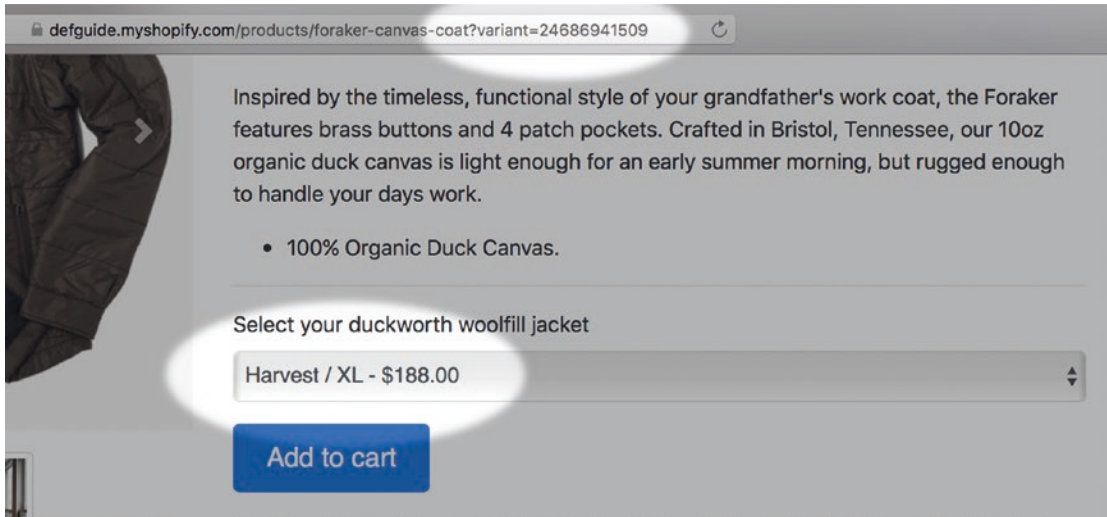 defguide.myshopify.com/products/foraker-canvas-coat?variant=24686941509
Inspired by the timeless, functional style of your grandfather's work coat, the Foraker
features brass buttons and 4 patch pockets. Crafted in Bristol, Tennessee, our 10oz
organic duck canvas is light enough for an early summer morning, but rugged enough
to handle your days work.
• 100% Organic Duck Canvas.
Select your duckworth woolfill jacket
Harvest / XL - $188.00
Add to cart